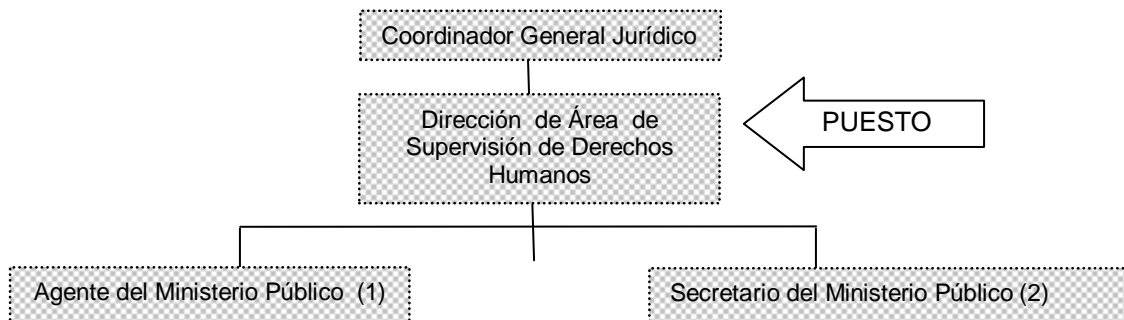 Coordinador General Jurídico
Dirección de Área de
Supervisión de Derechos
Humanos
PUESTO
Agente del Ministerio Público (1)
Secretario del Ministerio Público (2)